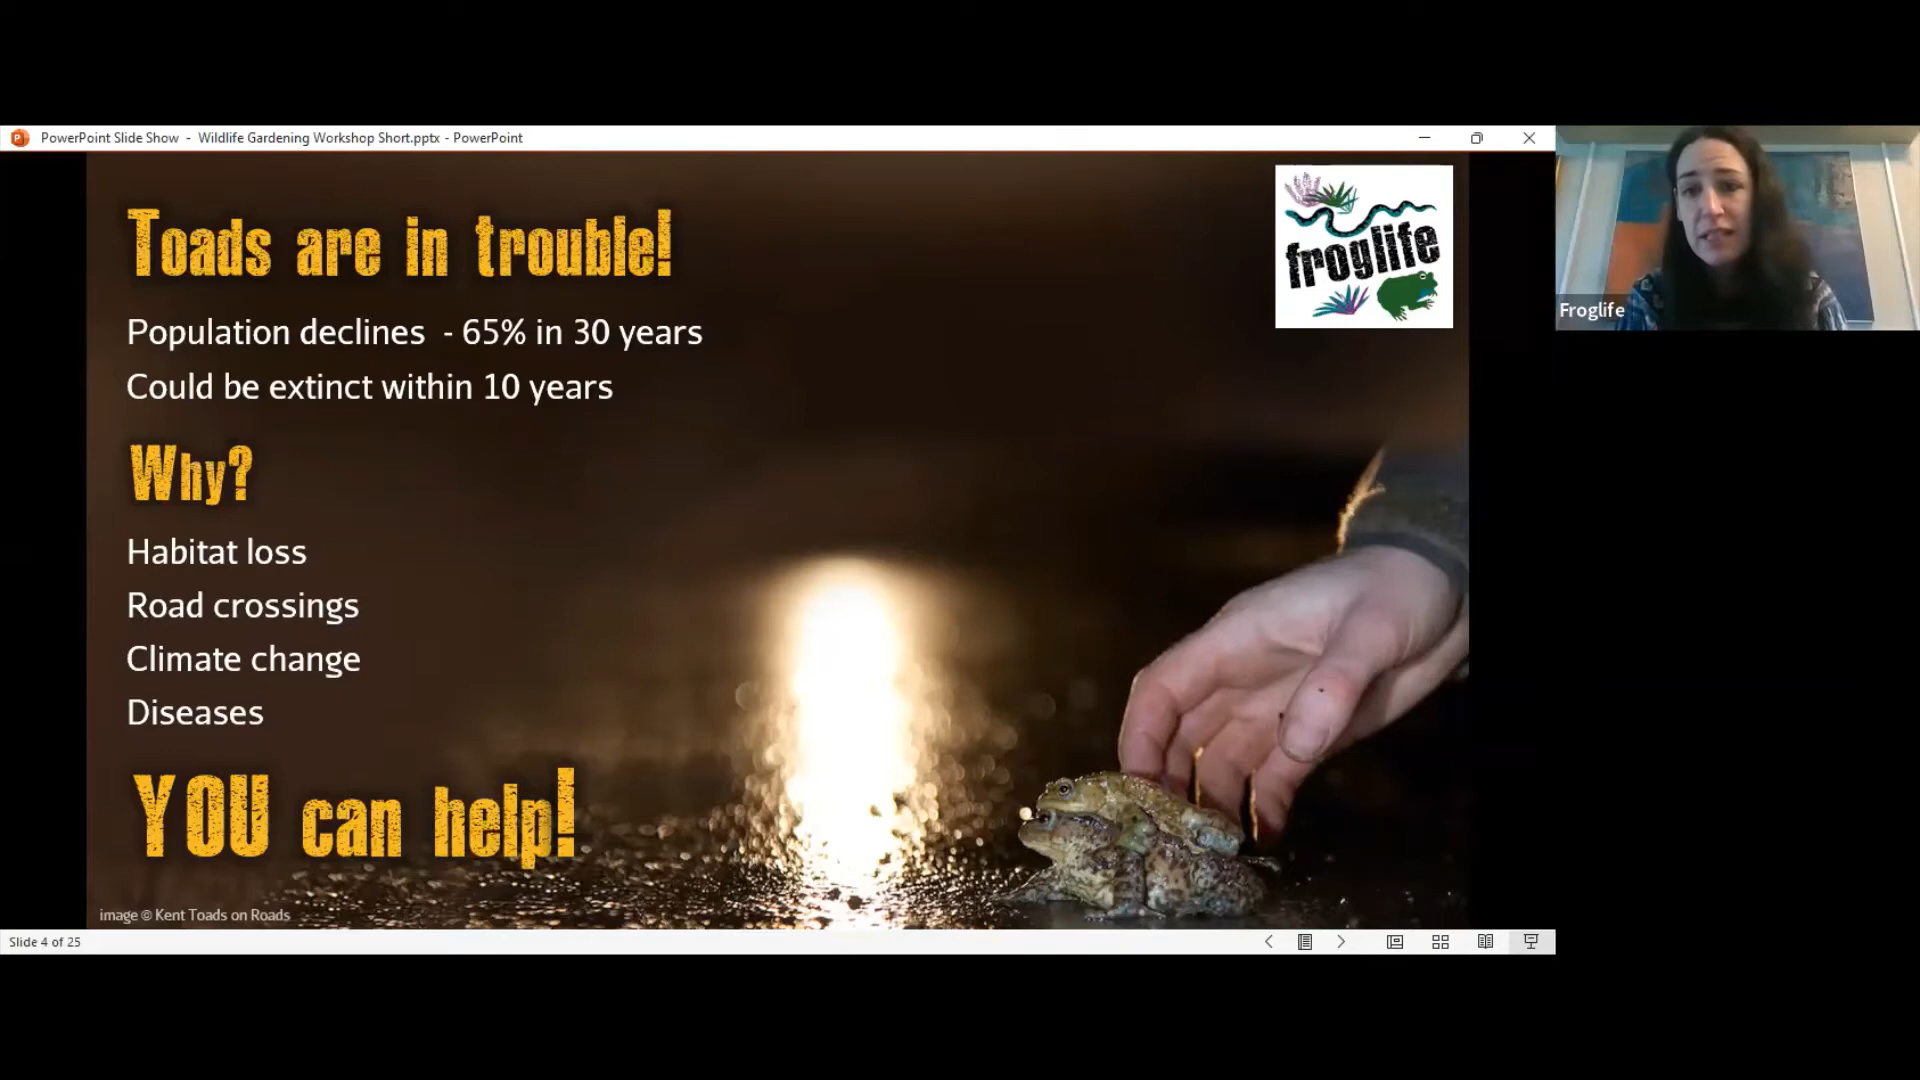 PowerPoint Slide Show - Wildlife Gardening Workshop Short.pptx - PowerPoint
Toads are in trouble!
froglife
Population declines - 65% in 30 years
Could be extinct within 10 years
Why?
Habitat loss
Road crossings
Climate change
Diseases
YOU can help!
image © Kent Toads on Roads
Slide 4 of 25
Froglife